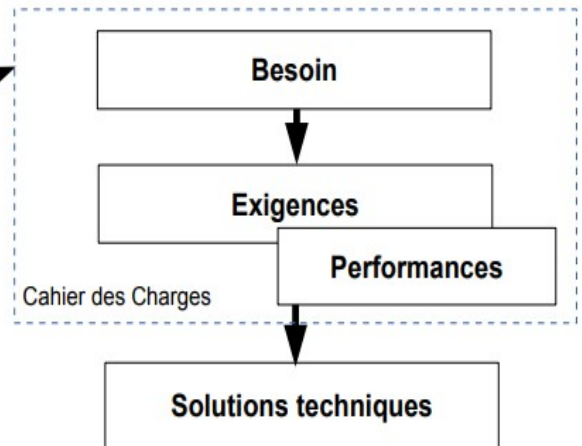 Besoin
Exigences
Performances
Cahier des Charges
Solutions techniques